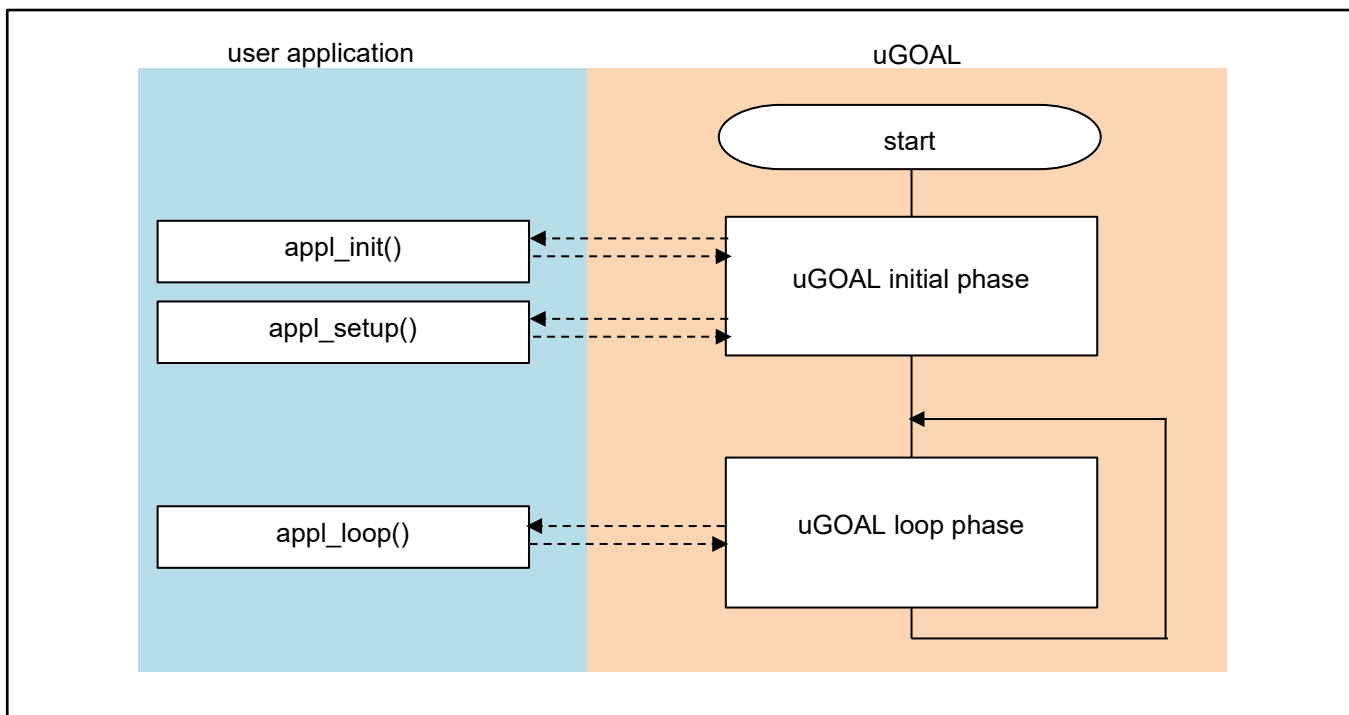 user application
uGOAL
start
appl_init()
uGOAL initial phase
appl_setup()
appl_loop()
uGOAL loop phase